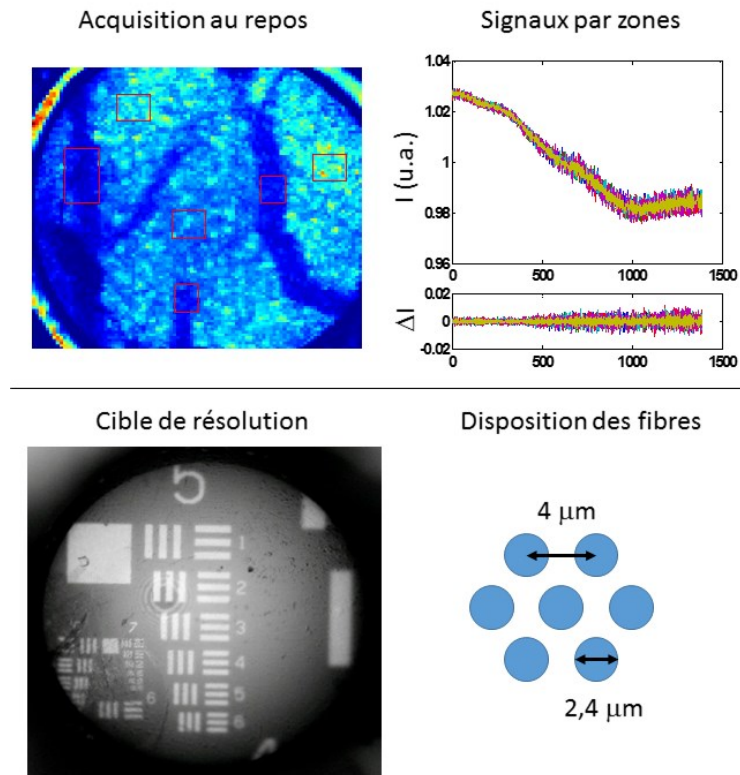 Acquisition au repos
Signaux par zones
1.04
1.02
1
0.98
0.96
I (u.a.)
0 500 1000 1500
0.02
0
-0.02
ΔI
0 500 1000 1500
Cible de résolution
Disposition des fibres
5
1
2
3
4
5
6
7
6
4 μm
2,4 μm